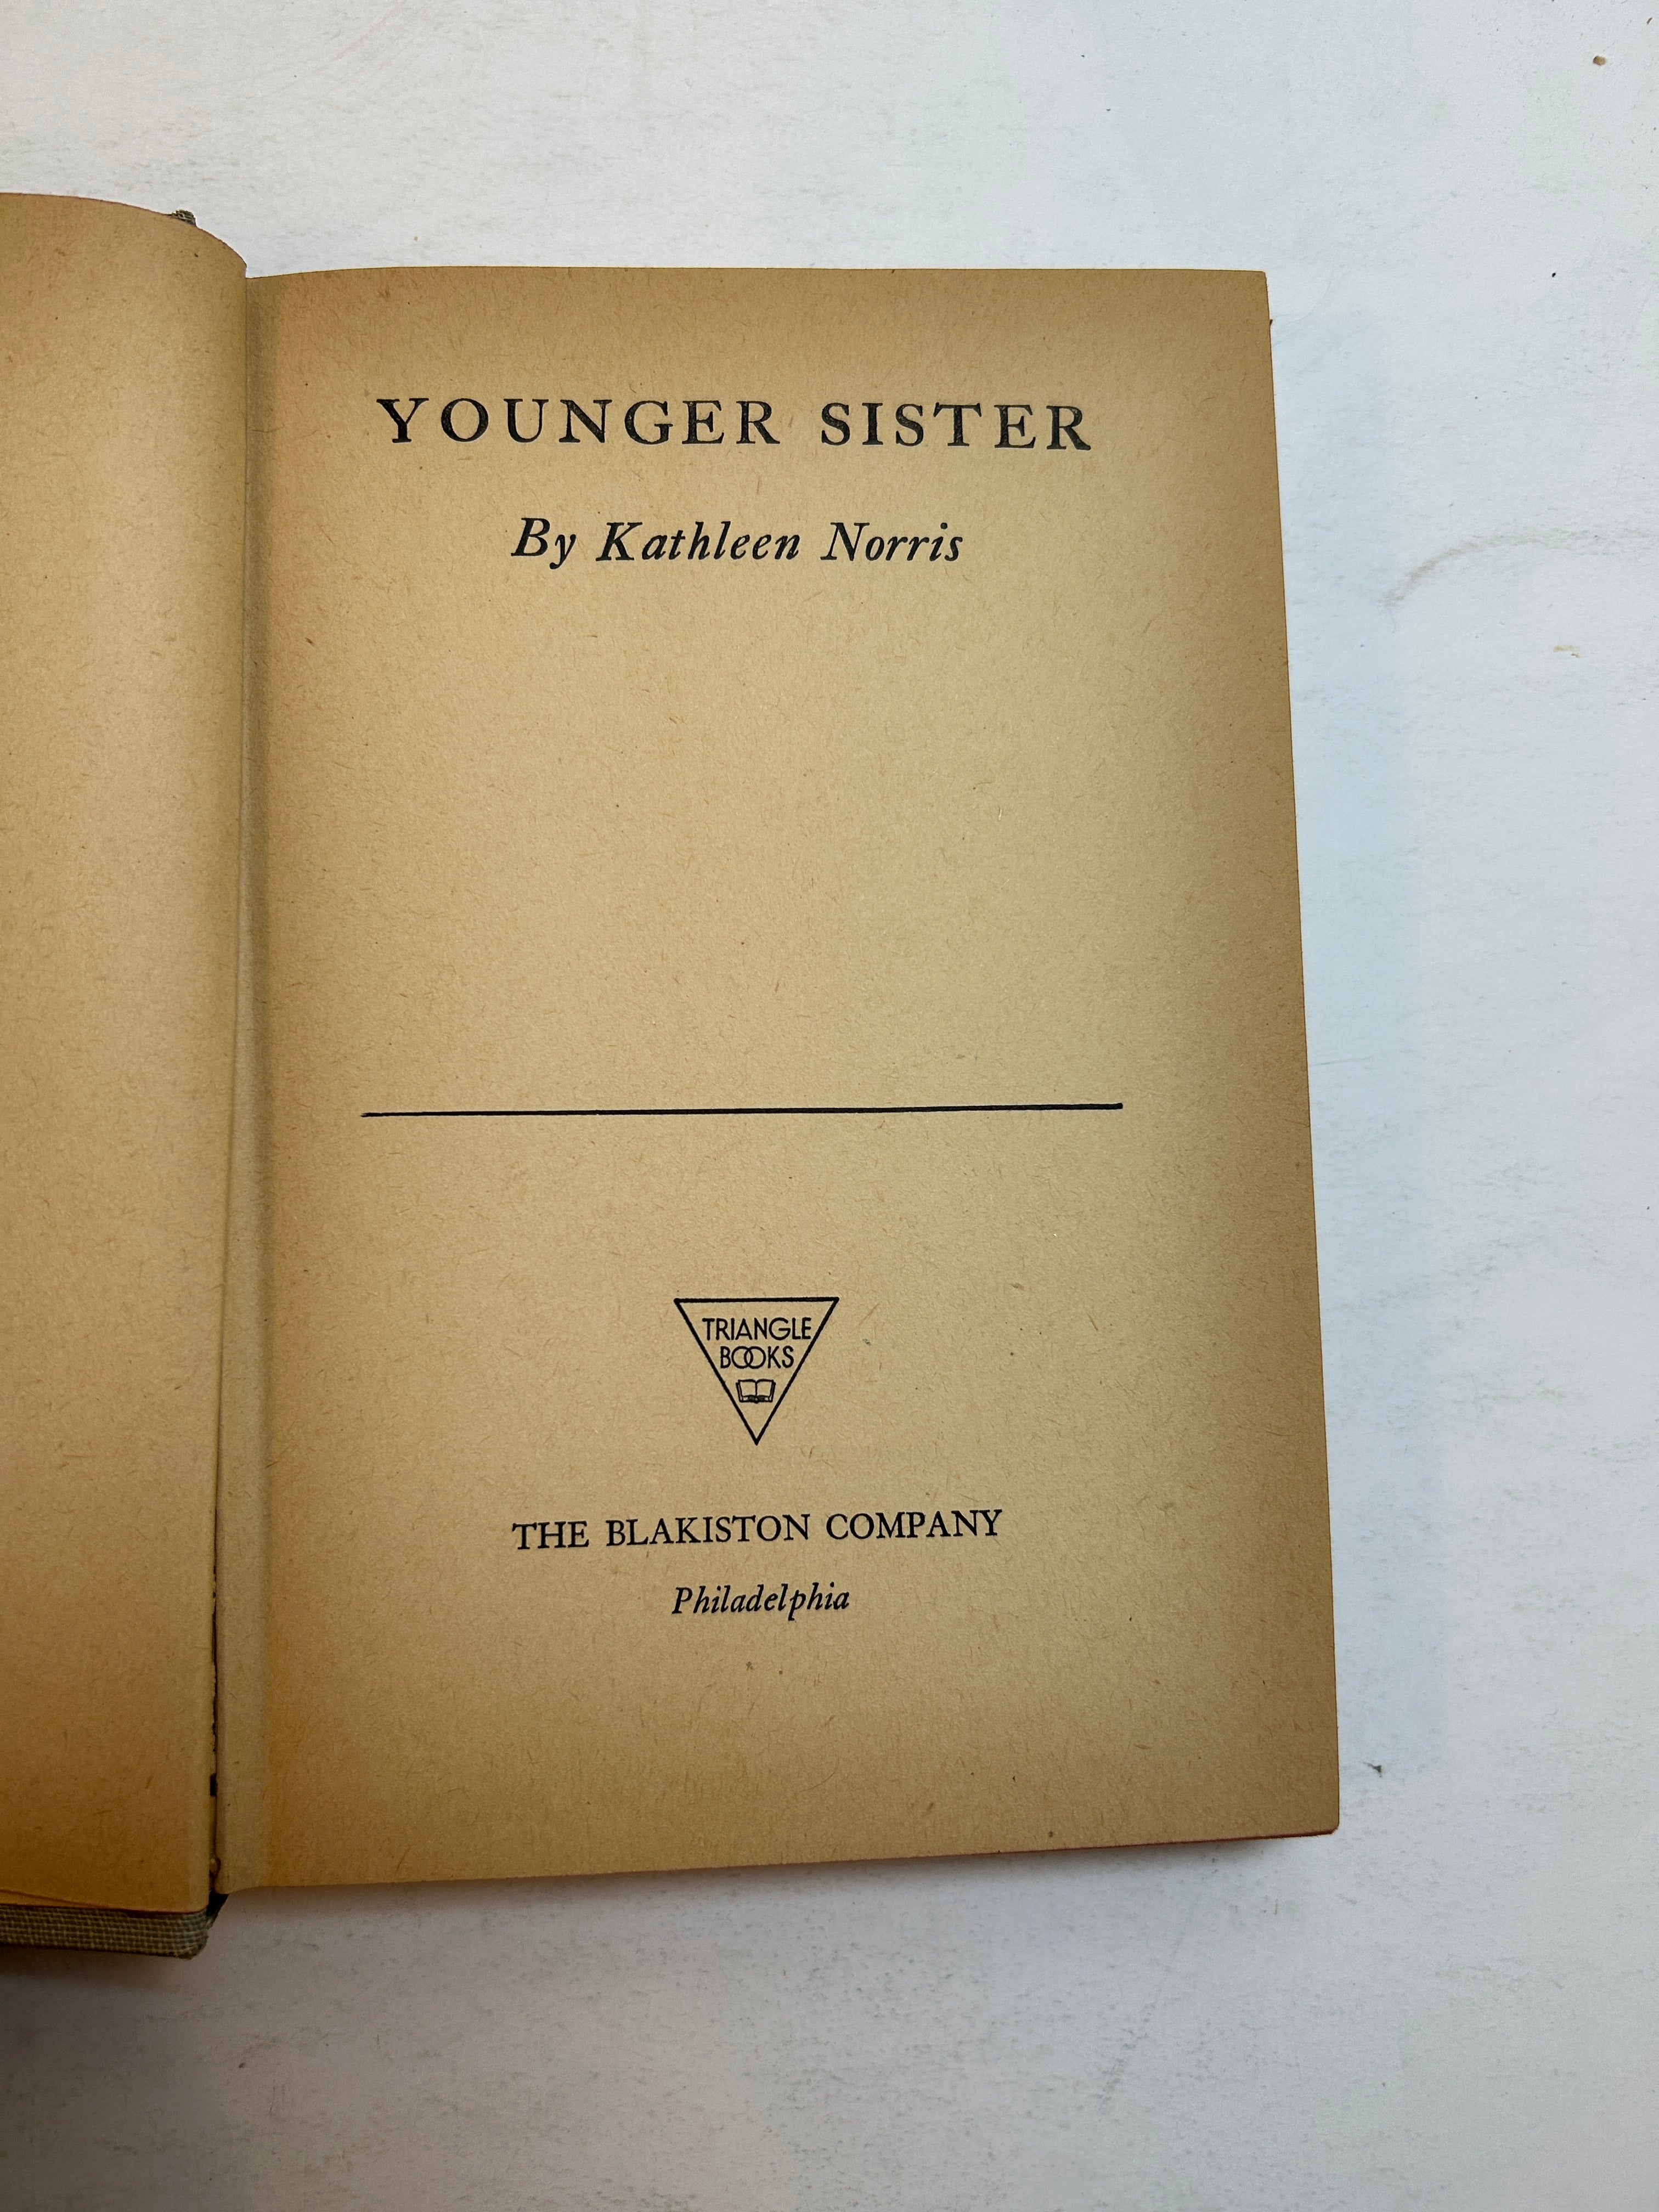 YOUNGER SISTER
By Kathleen Norris
TRIANGLE
BOOKS
THE BLAKISTON COMPANY
Philadelphia